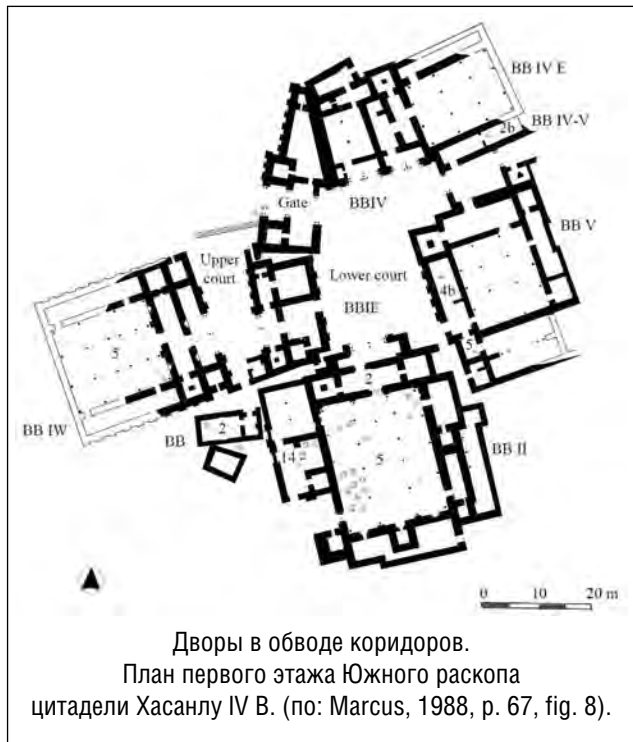 BB IV E
BB IV-V
2b
Gate
BBIV
BB V
Upper
court
Lower court
4b
BBIE
5
5
2
BB IW
BB
2
14
5
BB II
0 10 20 m
Дворы в обводе коридоров.
План первого этажа Южного раскопа
цитадели Хасанлу IV B. (по: Marcus, 1988, p. 67, fig. 8).